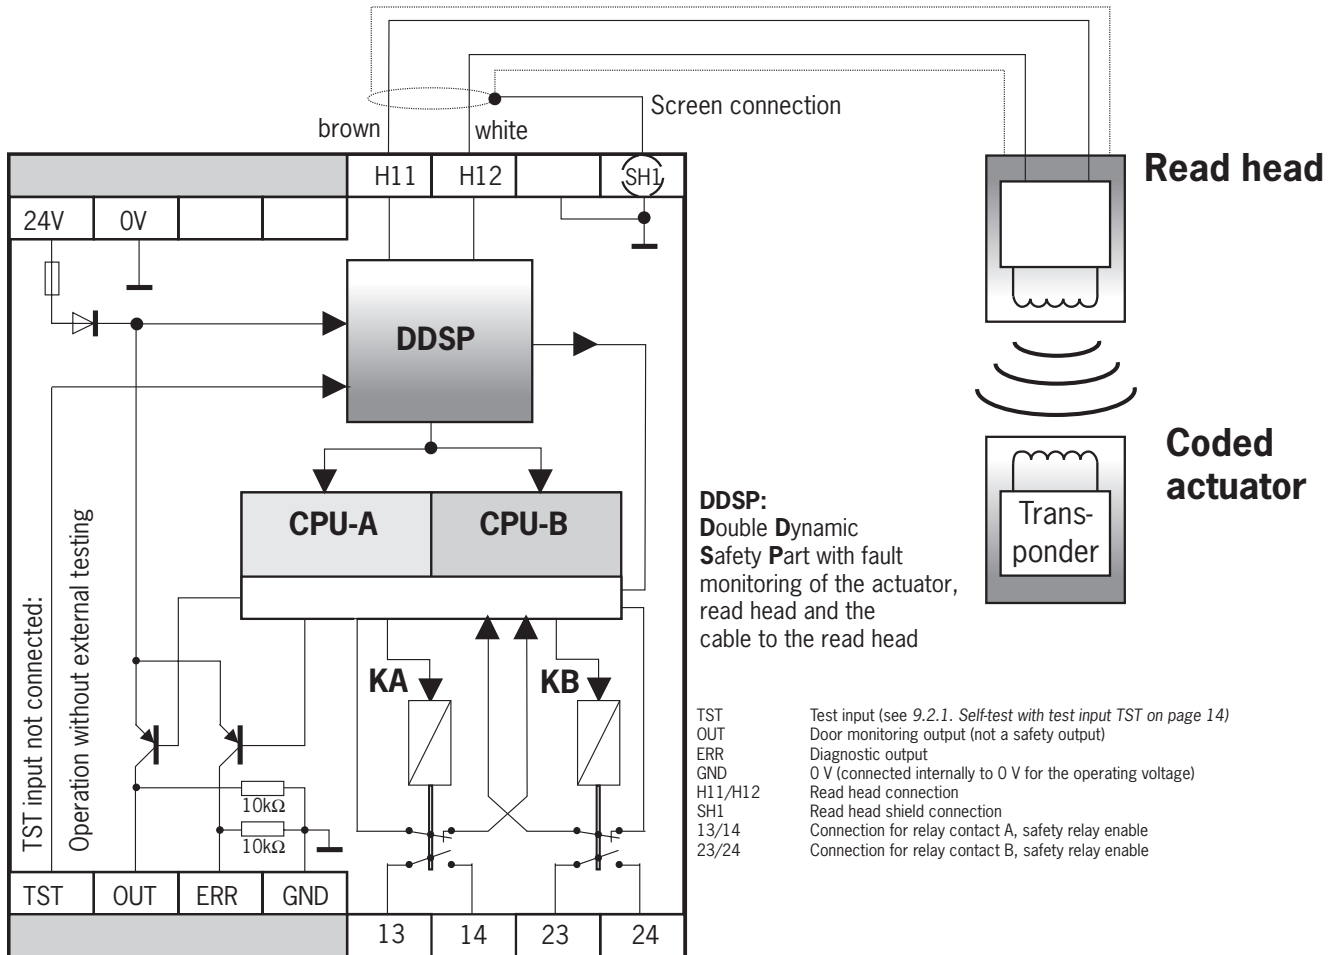 Screen connection
brown
white
H11
H12
SH1
Read head
24V
0V
DDSP
Coded
actuator
CPU-A
CPU-B
Trans-
ponder
DDSP:
Double Dynamic
Safety Part with fault
monitoring of the actuator,
read head and the
cable to the read head
TST input not connected:
Operation without external testing
KA
KB
10kΩ
10kΩ
TST Test input (see 9.2.1. Self-test with test input TST on page 14)
OUT Door monitoring output (not a safety output)
ERR Diagnostic output
GND 0 V (connected internally to 0 V for the operating voltage)
H11/H12 Read head connection
SH1 Read head shield connection
13/14 Connection for relay contact A, safety relay enable
23/24 Connection for relay contact B, safety relay enable
TST
OUT
ERR
GND
13
14
23
24